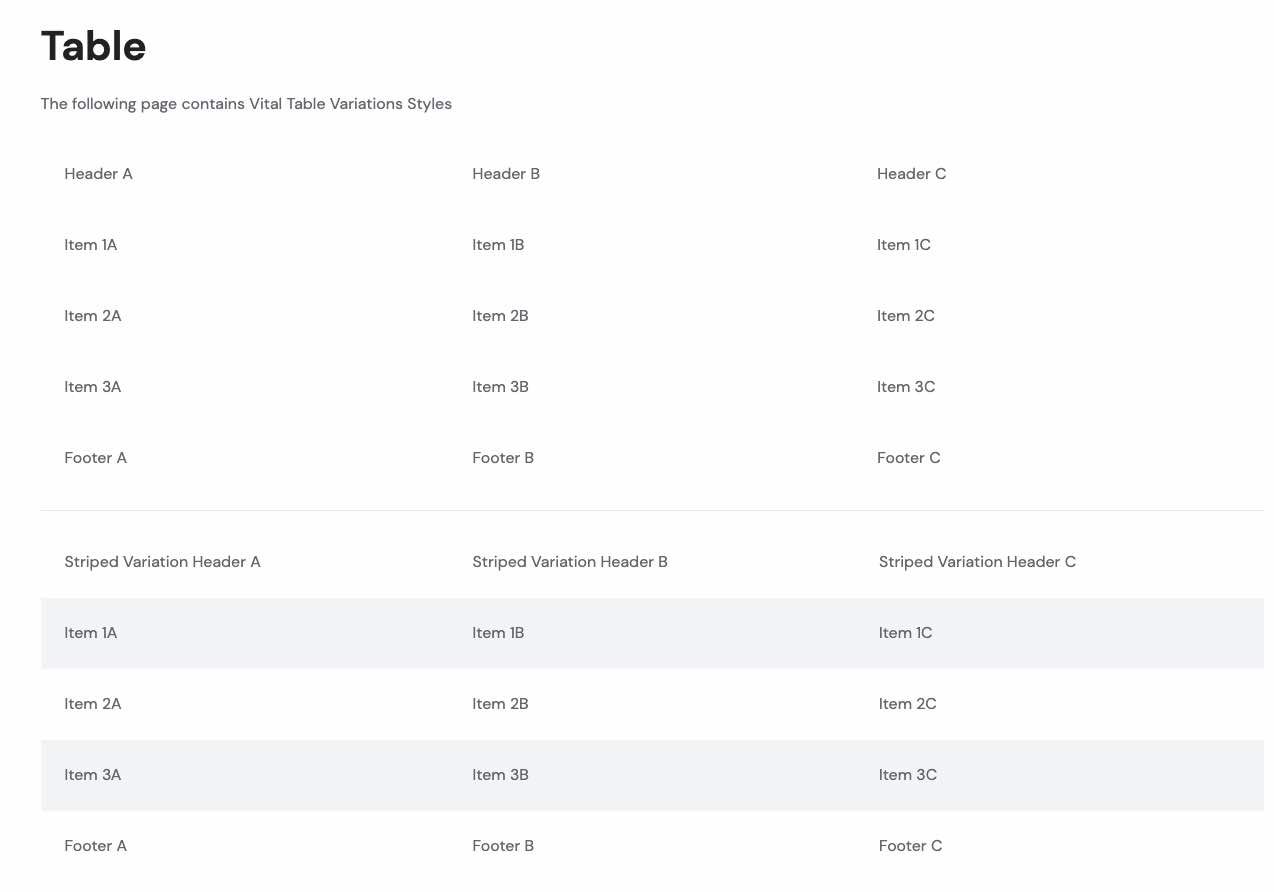 Table
The following page contains Vital Table Variations Styles
Header A Header B Header C
Item 1A Item 1B Item 1C
Item 2A Item 2B Item 2C
Item 3A Item 3B Item 3C
Footer A Footer B Footer C
Striped Variation Header A Striped Variation Header B Striped Variation Header C
Item 1A Item 1B Item 1C
Item 2A Item 2B Item 2C
Item 3A Item 3B Item 3C
Footer A Footer B Footer C